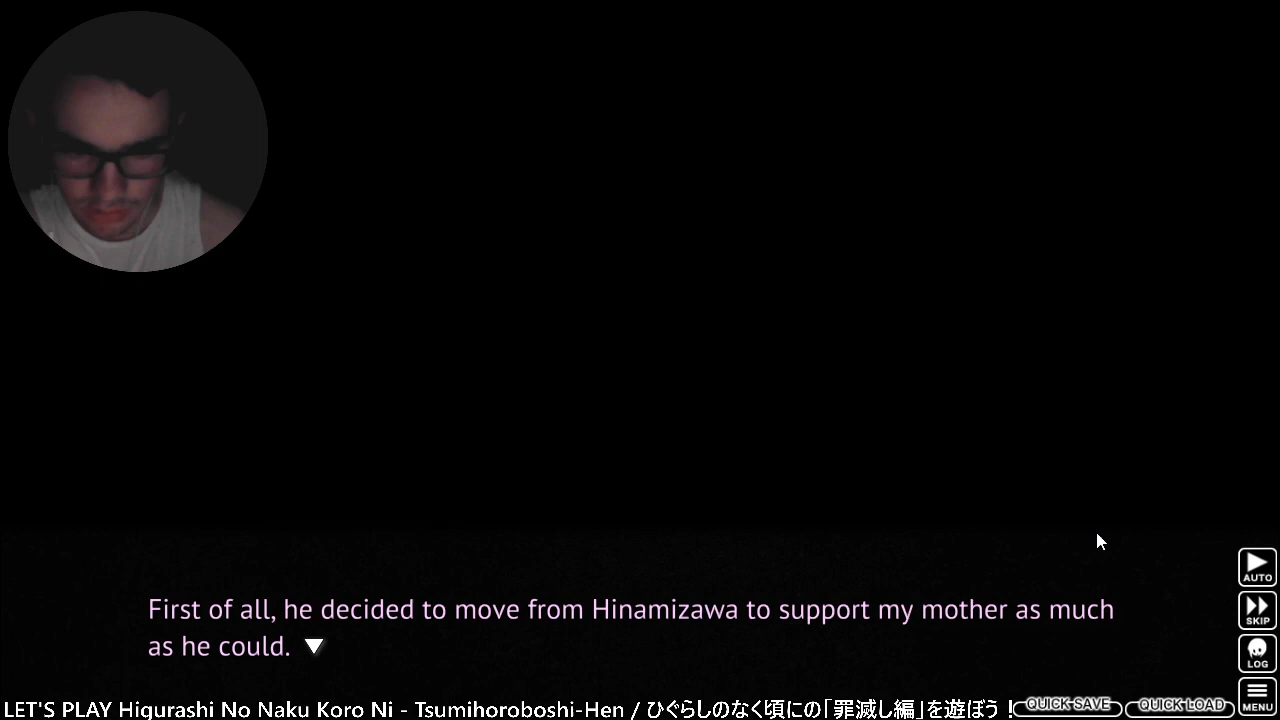 First of all, he decided to move from Hinamizawa to support my mother as much
as he could.
AUTO
SKIP
LOG
MENU
QUICK SAVE
QUICK LOAD
LET'S PLAY Higurashi No Naku Koro Ni - Tsumihoroboshi-Hen / ひぐらしのなく頃にの「罪滅し編」を遊ぼう！